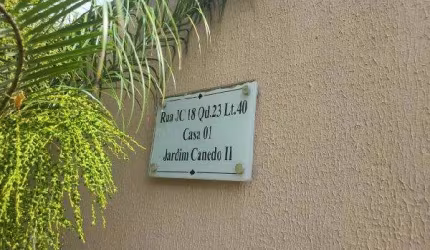 Rua JC 18 Qd.23 Lt.40
Casa 01
Jardim Canedo II